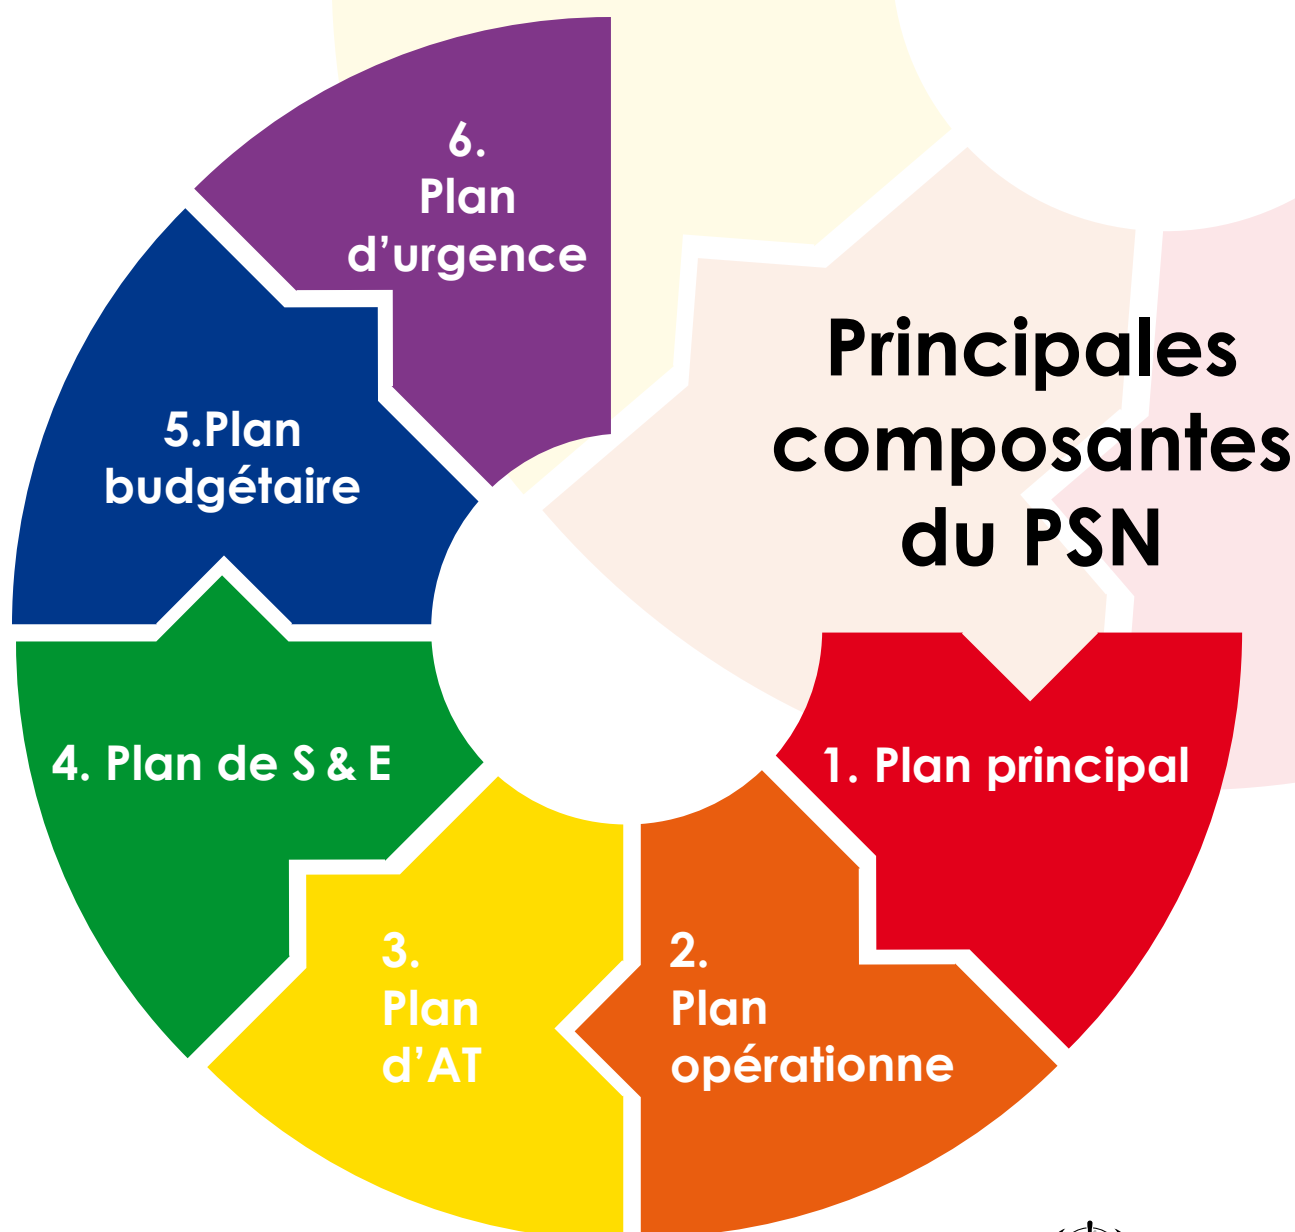 Principales
composantes
du PSN
1. Plan principal
2.
Plan
opérationne
3.
Plan
d’AT
4. Plan de S & E
5.Plan
budgétaire
6.
Plan
d’urgence